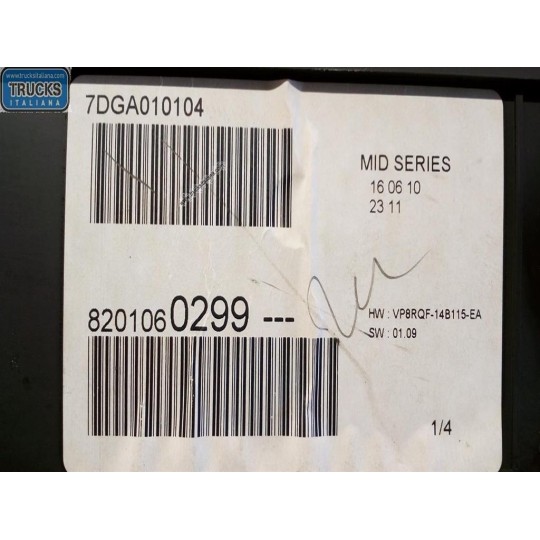 www.trucksitaliana.com
TRUCKS
ITALIANA
7DGA010104
MID SERIES
16 06 10
23 11
8201060299 ---
HW : VP8RQF-14B115-EA
SW : 01.09
1/4